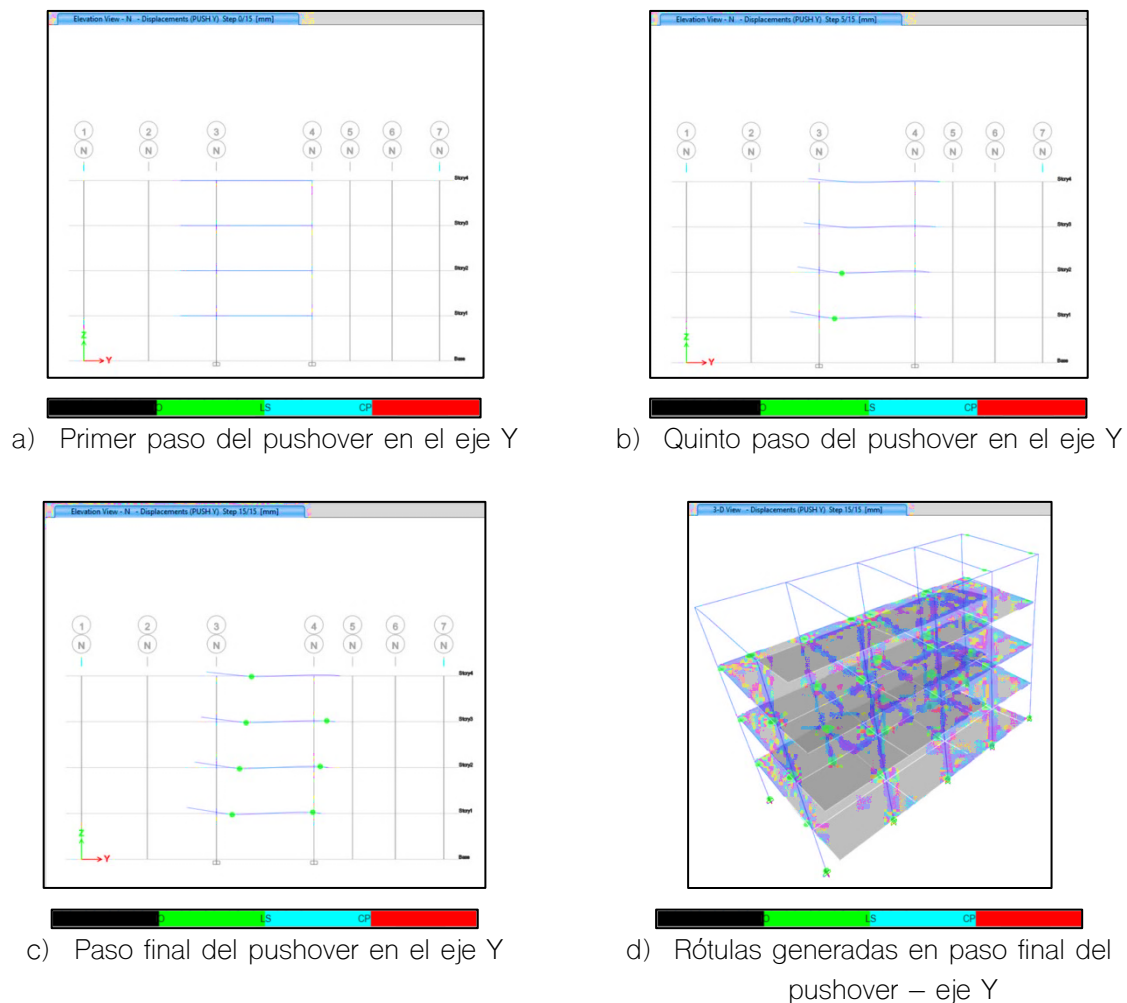 Elevation View - N - Displacements (PUSH Y) Step 0/15 [mm]
1 2 3 4 5 6 7
N N N N N N N
Story4
Story3
Story2
Story1
Base
Z
Y
IO LS CP
a) Primer paso del pushover en el eje Y
Elevation View - N - Displacements (PUSH Y) Step 5/15 [mm]
1 2 3 4 5 6 7
N N N N N N N
Story4
Story3
Story2
Story1
Base
Z
Y
IO LS CP
b) Quinto paso del pushover en el eje Y
Elevation View - N - Displacements (PUSH Y) Step 15/15 [mm]
1 2 3 4 5 6 7
N N N N N N N
Story4
Story3
Story2
Story1
Base
Z
Y
IO LS CP
c) Paso final del pushover en el eje Y
3-D View - Displacements (PUSH Y) Step 15/15 [mm]
IO LS CP
d) Rótulas generadas en paso final del
pushover – eje Y